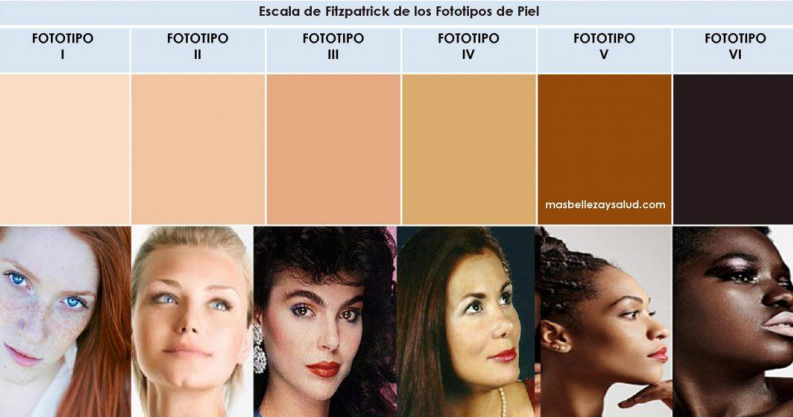 Escala de Fitzpatrick de los Fototipos de Piel
FOTOTIPO I
FOTOTIPO II
FOTOTIPO III
FOTOTIPO IV
FOTOTIPO V
FOTOTIPO VI
masbellezaysalud.com